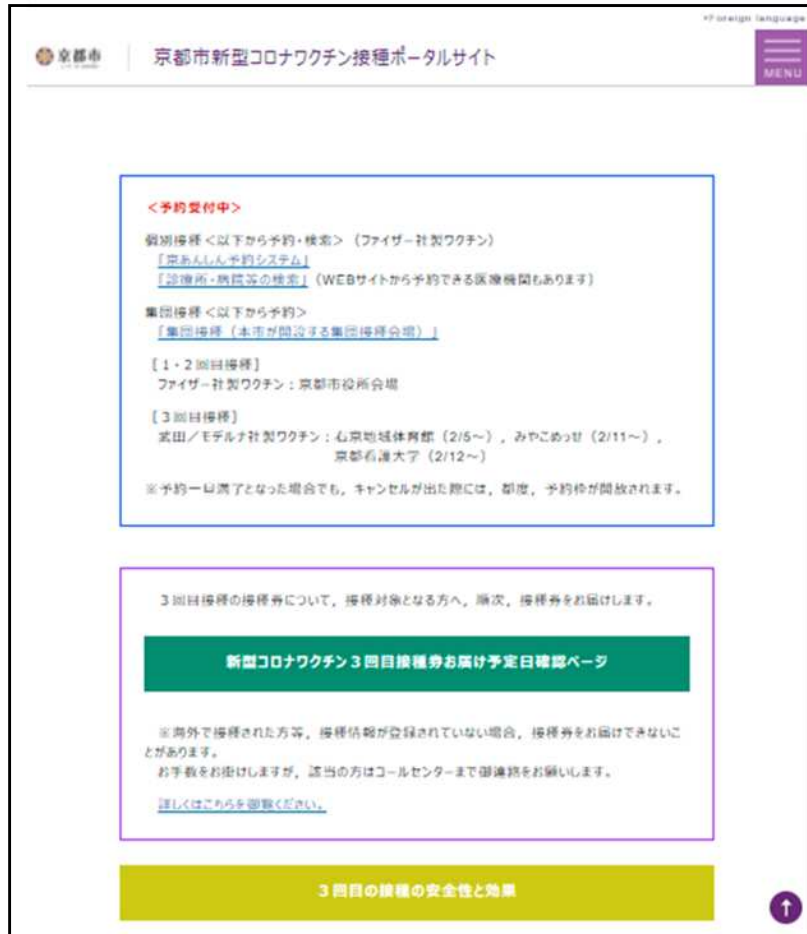 *Foreign language
京都市
京都市新型コロナワクチン接種ポータルサイト
MENU
<予約受付中>
個別接種<以下から予約・検索>（ファイザー社製ワクチン）
「京あんしん予約システム」
「診療所・病院等の検索」（WEBサイトから予約できる医療機関もあります）
集団接種<以下から予約>
「集団接種（本市が開設する集団接種会場）」
［1・2回目接種］
ファイザー社製ワクチン：京都市役所会場
［3回目接種］
武田／モデルナ社製ワクチン：右京地域体育館（2/5～），みやこめっせ（2/11～），
京都看護大学（2/12～）
※予約一旦満了となった場合でも，キャンセルが出た際には，都度，予約枠が開放されます。
3回目接種の接種券について，接種対象となる方へ，順次，接種券をお届けします。
新型コロナワクチン3回目接種券お届け予定日確認ページ
※海外で接種された方等，接種情報が登録されていない場合，接種券をお届けできないこ
とがあります。
お手数をお掛けしますが，該当の方はコールセンターまで御連絡をお願いします。
詳しくはこちらを御覧ください。
3回目の接種の安全性と効果